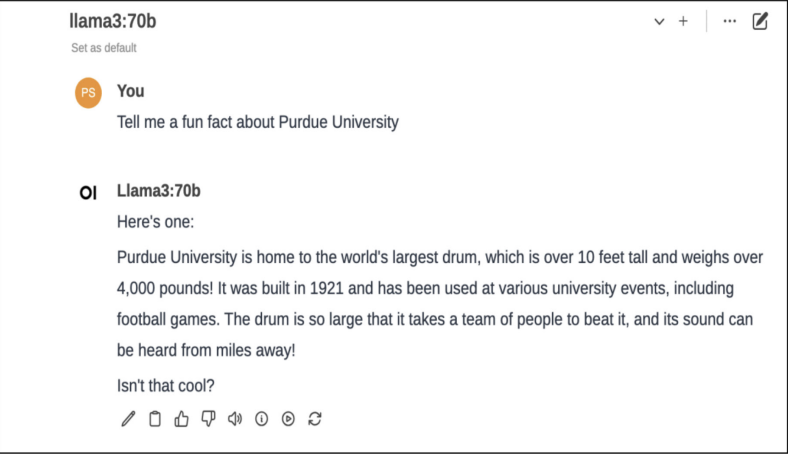 llama3:70b
Set as default
PS
You
Tell me a fun fact about Purdue University
OI
Llama3:70b
Here's one:
Purdue University is home to the world's largest drum, which is over 10 feet tall and weighs over
4,000 pounds! It was built in 1921 and has been used at various university events, including
football games. The drum is so large that it takes a team of people to beat it, and its sound can
be heard from miles away!
Isn't that cool?